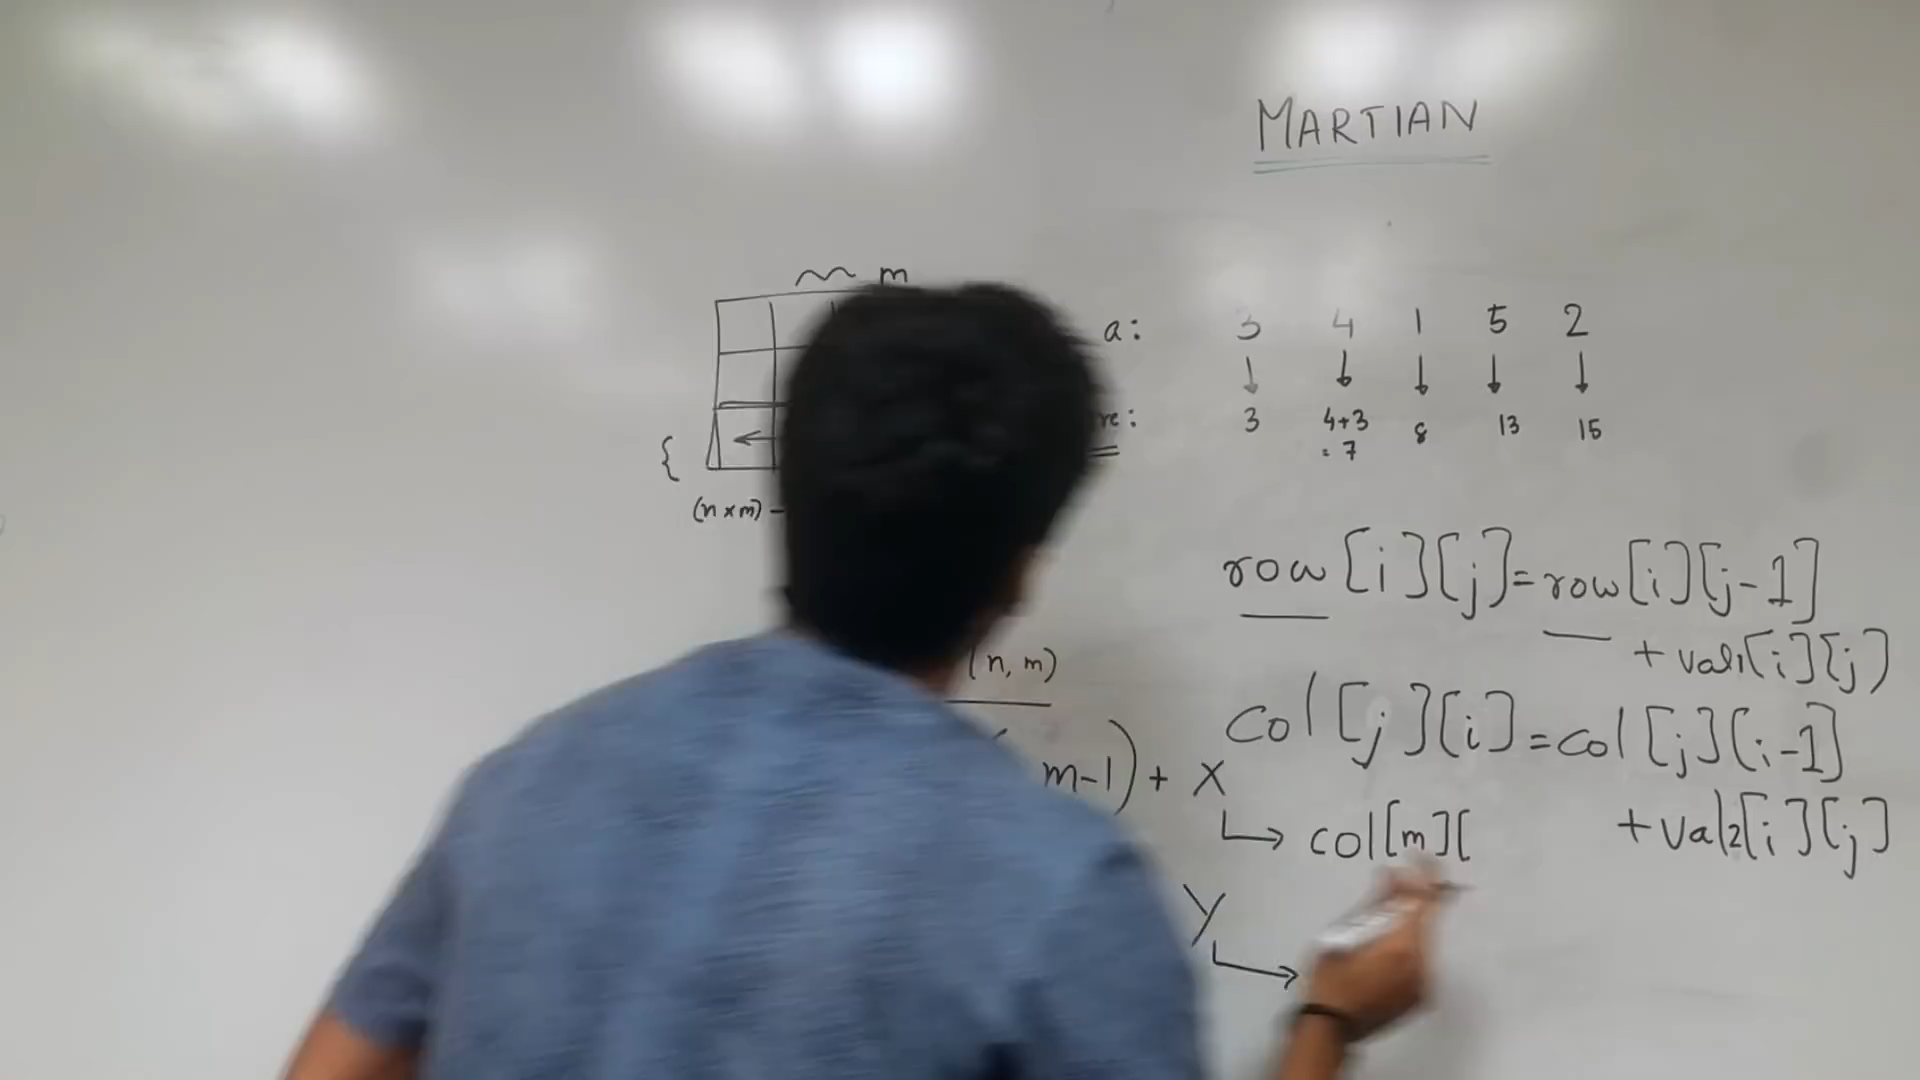 MARTIAN
m
a: 3 4 1 5 2
re: 3 4+3 8 13 15
= 7
{
(n x m) -
row[i][j] = row[i][j-1]
+ val1[i][j]
(n, m)
col[j][i] = col[j][i-1]
m-1) + X
+ val2[i][j]
col[m][
Y